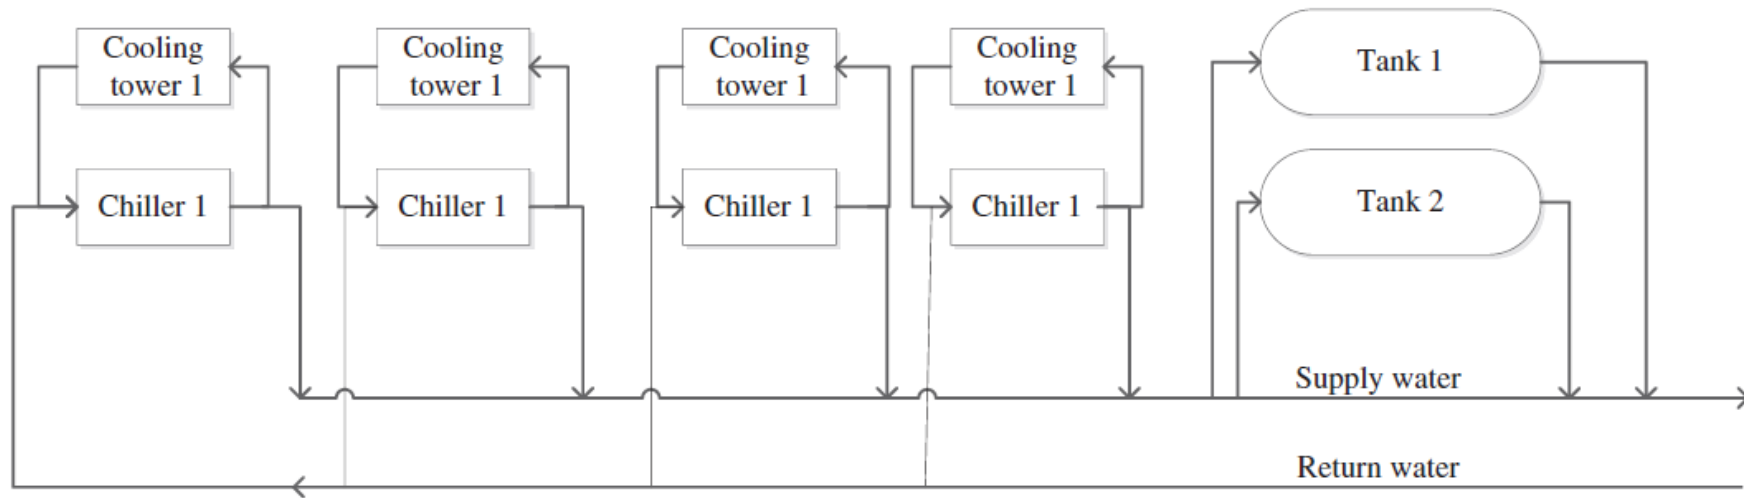 Cooling
tower 1
Cooling
tower 1
Cooling
tower 1
Cooling
tower 1
Tank 1
Chiller 1
Chiller 1
Chiller 1
Chiller 1
Tank 2
Supply water
Return water